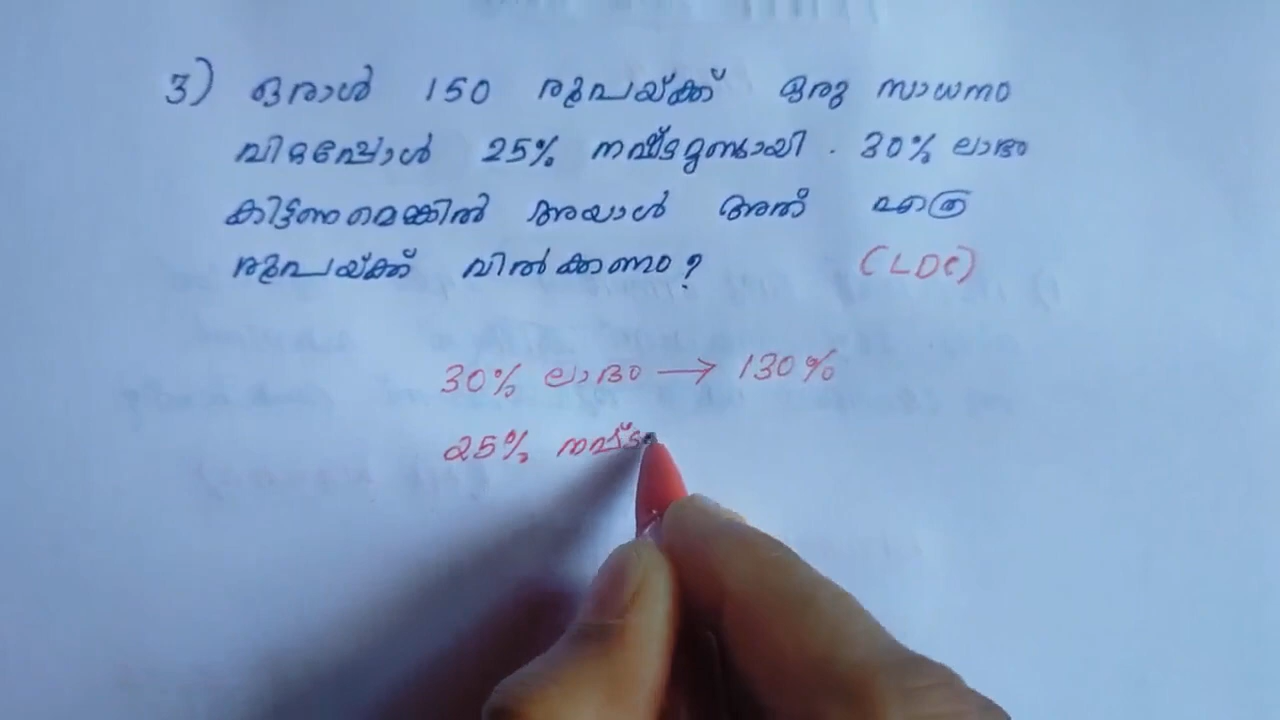 3) ഒരാൾ 150 രൂപയ്ക്ക് ഒരു സാധനം
വിറ്റപ്പോൾ 25% നഷ്ടമുണ്ടായി. 30% ലാഭം
കിട്ടണമെങ്കിൽ അയാൾ അത് എത്ര
രൂപയ്ക്ക് വിൽക്കണം? (LDC)
30% ലാഭം → 130%
25% നഷ്ട